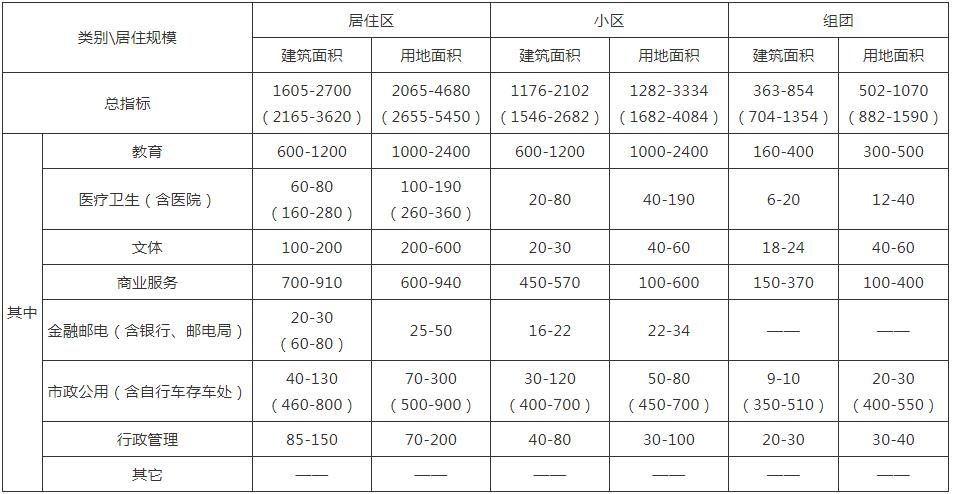 类别\居住规模 居住区 小区 组团
建筑面积 用地面积 建筑面积 用地面积 建筑面积 用地面积
总指标 1605-2700 2065-4680 1176-2102 1282-3334 363-854 502-1070
（2165-3620） （2655-5450） （1546-2682） （1682-4084） （704-1354） （882-1590）
其中
教育 600-1200 1000-2400 600-1200 1000-2400 160-400 300-500
医疗卫生（含医院） 60-80 100-190 20-80 40-190 6-20 12-40
（160-280） （260-360）
文体 100-200 200-600 20-30 40-60 18-24 40-60
商业服务 700-910 600-940 450-570 100-600 150-370 100-400
金融邮电（含银行、邮电局） 20-30 25-50 16-22 22-34 —— ——
（60-80）
市政公用（含自行车存车处） 40-130 70-300 30-120 50-80 9-10 20-30
（460-800） （500-900） （400-700） （450-700） （350-510） （400-550）
行政管理 85-150 70-200 40-80 30-100 20-30 30-40
其它 —— —— —— —— —— ——